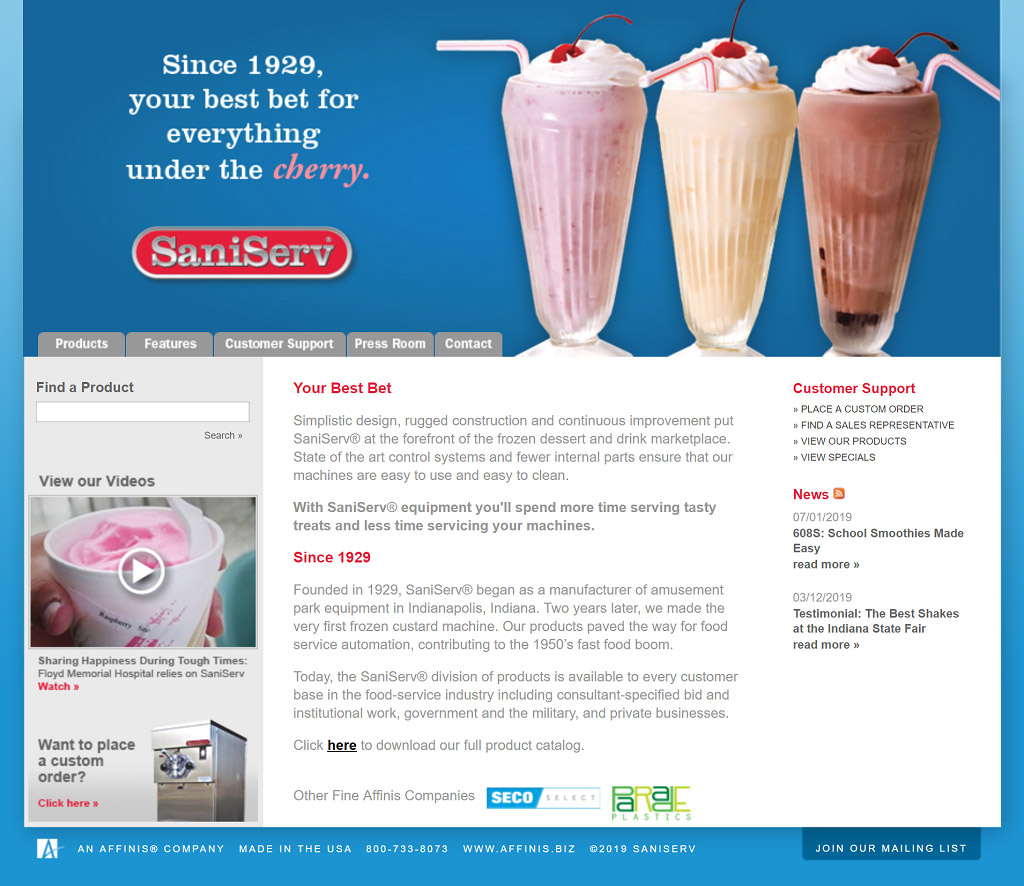 Since 1929,
your best bet for
everything
under the cherry.
SaniServ®
Products
Features
Customer Support
Press Room
Contact
Find a Product
Search »
View our Videos
Raspberry
Sharing Happiness During Tough Times:
Floyd Memorial Hospital relies on SaniServ
Watch »
Want to place
a custom
order?
Click here »
Your Best Bet
Simplistic design, rugged construction and continuous improvement put
SaniServ® at the forefront of the frozen dessert and drink marketplace.
State of the art control systems and fewer internal parts ensure that our
machines are easy to use and easy to clean.
With SaniServ® equipment you'll spend more time serving tasty
treats and less time servicing your machines.
Since 1929
Founded in 1929, SaniServ® began as a manufacturer of amusement
park equipment in Indianapolis, Indiana. Two years later, we made the
very first frozen custard machine. Our products paved the way for food
service automation, contributing to the 1950's fast food boom.
Today, the SaniServ® division of products is available to every customer
base in the food-service industry including consultant-specified bid and
institutional work, government and the military, and private businesses.
Click here to download our full product catalog.
Other Fine Affinis Companies
SECO SELECT
PARADE
PLASTICS
Customer Support
» PLACE A CUSTOM ORDER
» FIND A SALES REPRESENTATIVE
» VIEW OUR PRODUCTS
» VIEW SPECIALS
News
07/01/2019
608S: School Smoothies Made
Easy
read more »
03/12/2019
Testimonial: The Best Shakes
at the Indiana State Fair
read more »
AN AFFINIS® COMPANY MADE IN THE USA 800-733-8073 WWW.AFFINIS.BIZ ©2019 SANISERV
JOIN OUR MAILING LIST